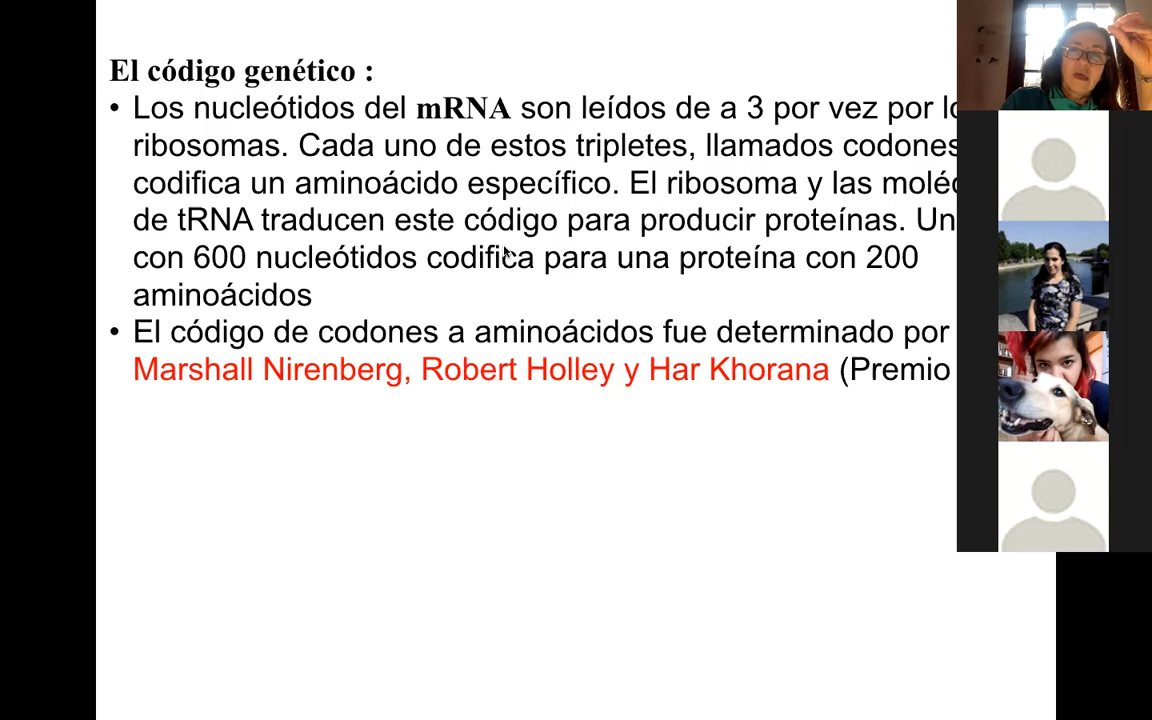 El código genético :
• Los nucleótidos del mRNA son leídos de a 3 por vez por
ribosomas. Cada uno de estos tripletes, llamados codones
codifica un aminoácido específico. El ribosoma y las
de tRNA traducen este código para producir proteínas. Un
con 600 nucleótidos codifica para una proteína con 200
aminoácidos
• El código de codones a aminoácidos fue determinado por
Marshall Nirenberg, Robert Holley y Har Khorana (Premio